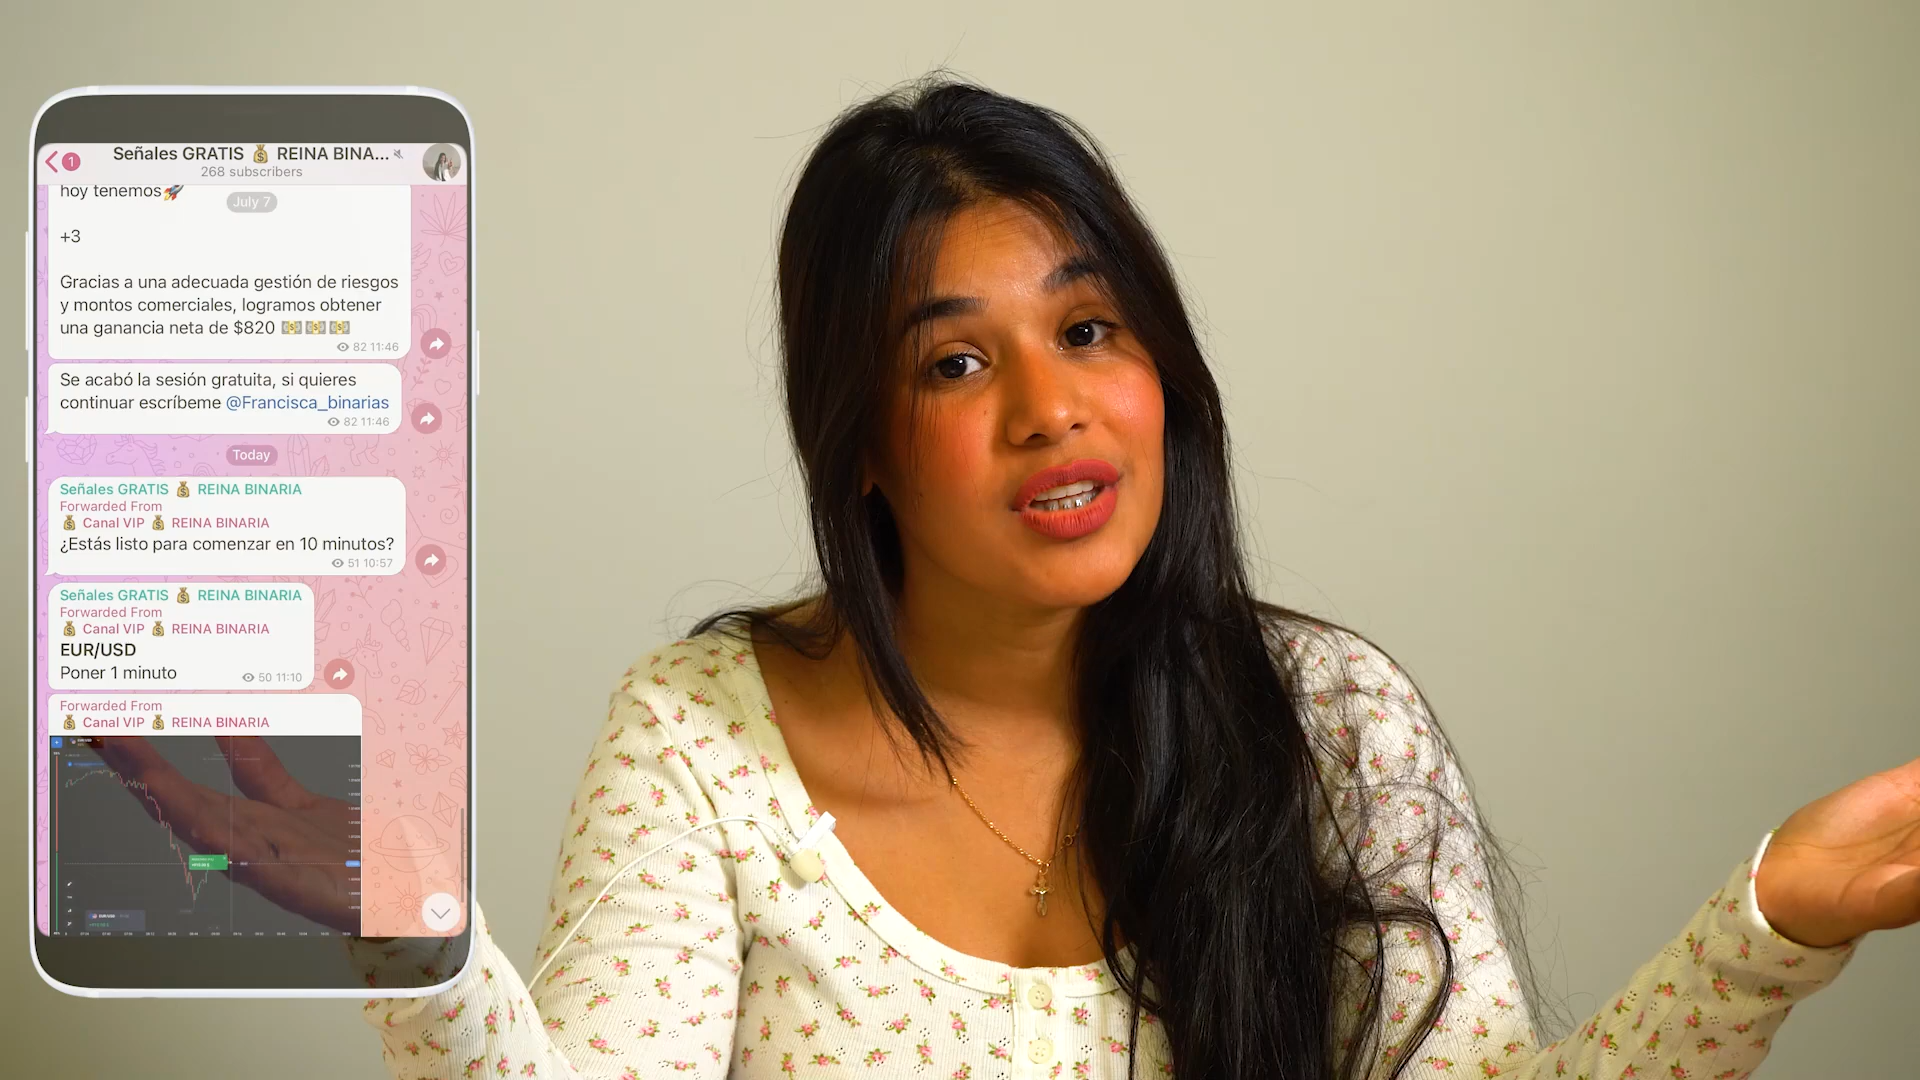 1
Señales GRATIS 💰 REINA BINA...
268 subscribers
hoy tenemos🚀
July 7
+3
Gracias a una adecuada gestión de riesgos
y montos comerciales, logramos obtener
una ganancia neta de $820 💵 💵 💵
82 11:46
Se acabó la sesión gratuita, si quieres
continuar escríbeme @Francisca_binarias
82 11:46
Today
Señales GRATIS 💰 REINA BINARIA
Forwarded From
💰 Canal VIP 💰 REINA BINARIA
¿Estás listo para comenzar en 10 minutos?
51 10:57
Señales GRATIS 💰 REINA BINARIA
Forwarded From
💰 Canal VIP 💰 REINA BINARIA
EUR/USD
Poner 1 minuto
50 11:10
Forwarded From
💰 Canal VIP 💰 REINA BINARIA